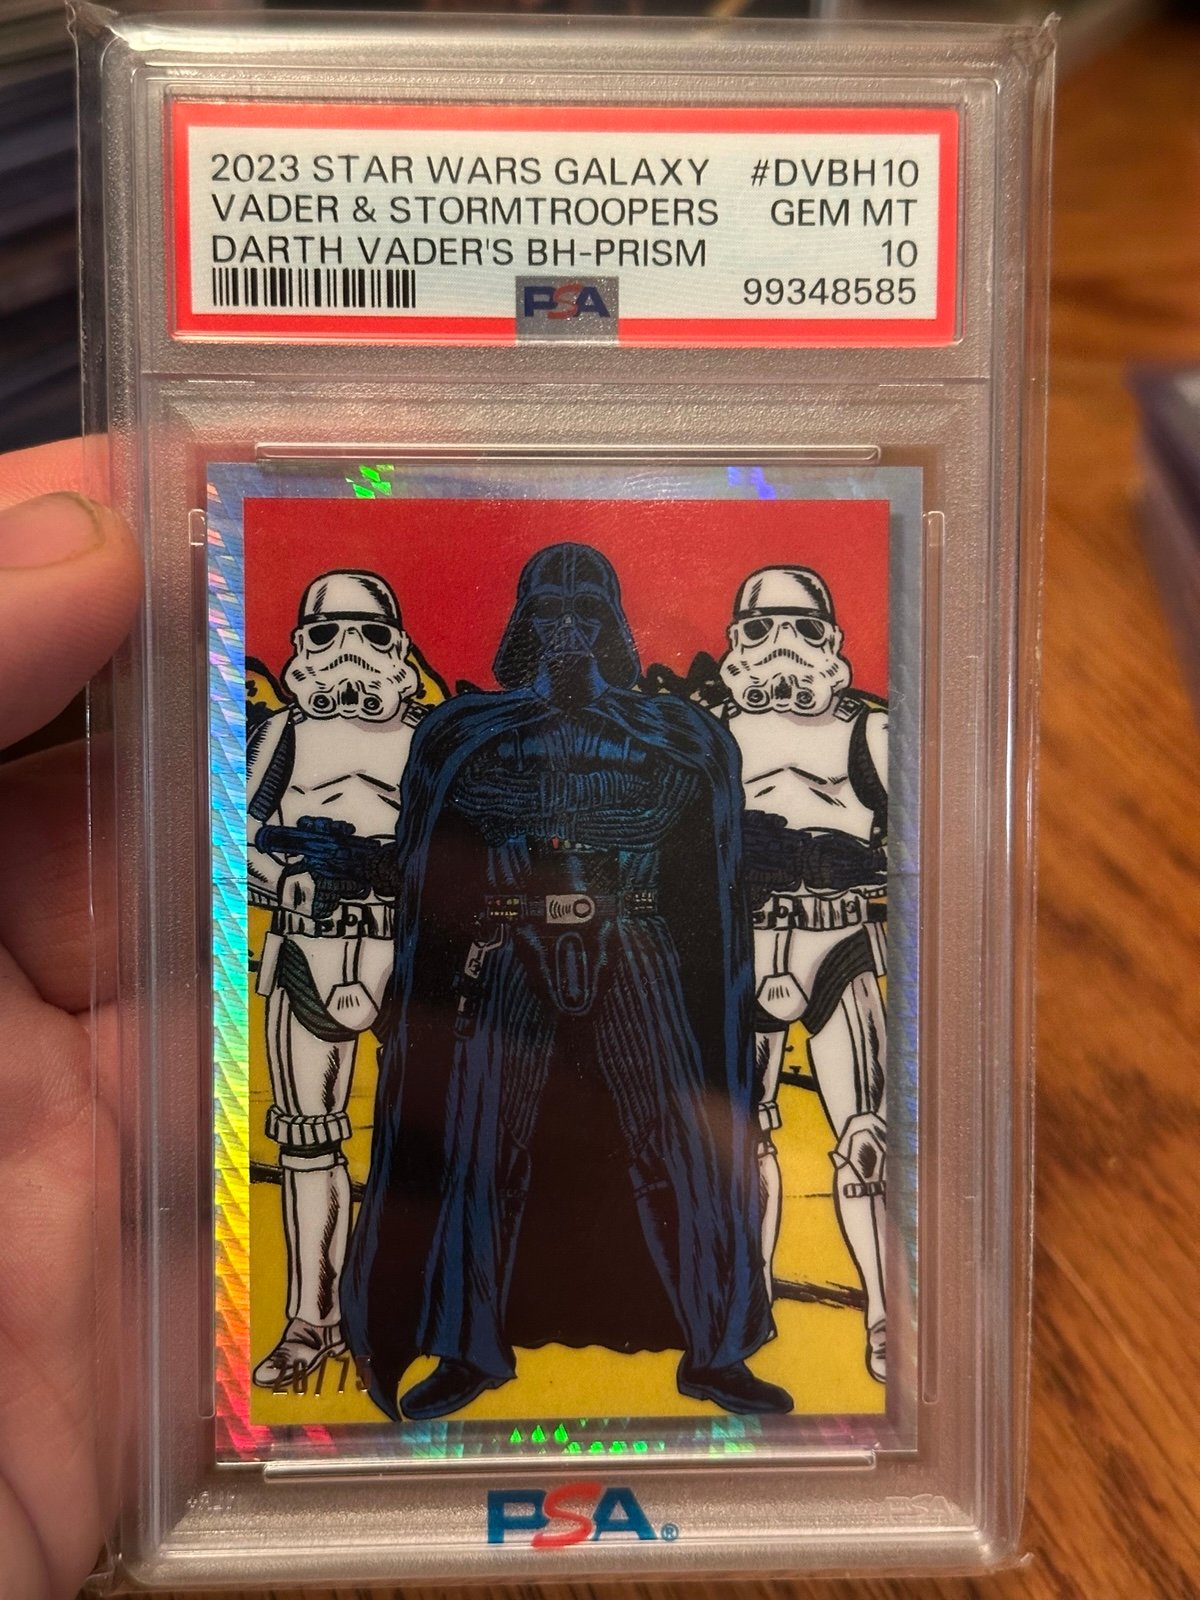 2023 STAR WARS GALAXY #DVBH10
VADER & STORMTROOPERS GEM MT
DARTH VADER'S BH-PRISM 10
PSA 99348585
PSA®